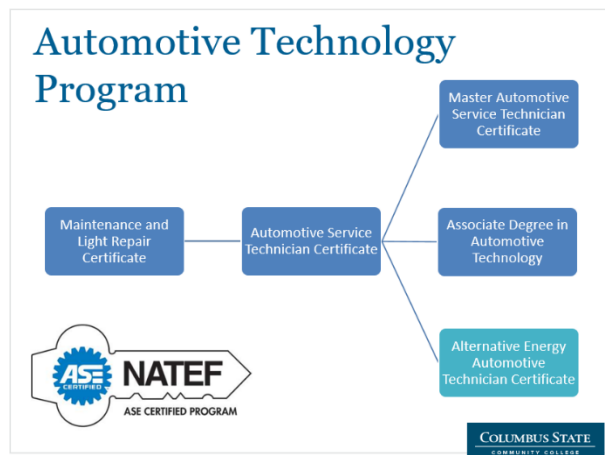 Automotive Technology
Program
Master Automotive
Service Technician
Certificate
Maintenance and
Light Repair
Certificate
Automotive Service
Technician Certificate
Associate Degree in
Automotive
Technology
Alternative Energy
Automotive
Technician Certificate
ASE
CERTIFIED
NATEF
ASE CERTIFIED PROGRAM
COLUMBUS STATE
COMMUNITY COLLEGE